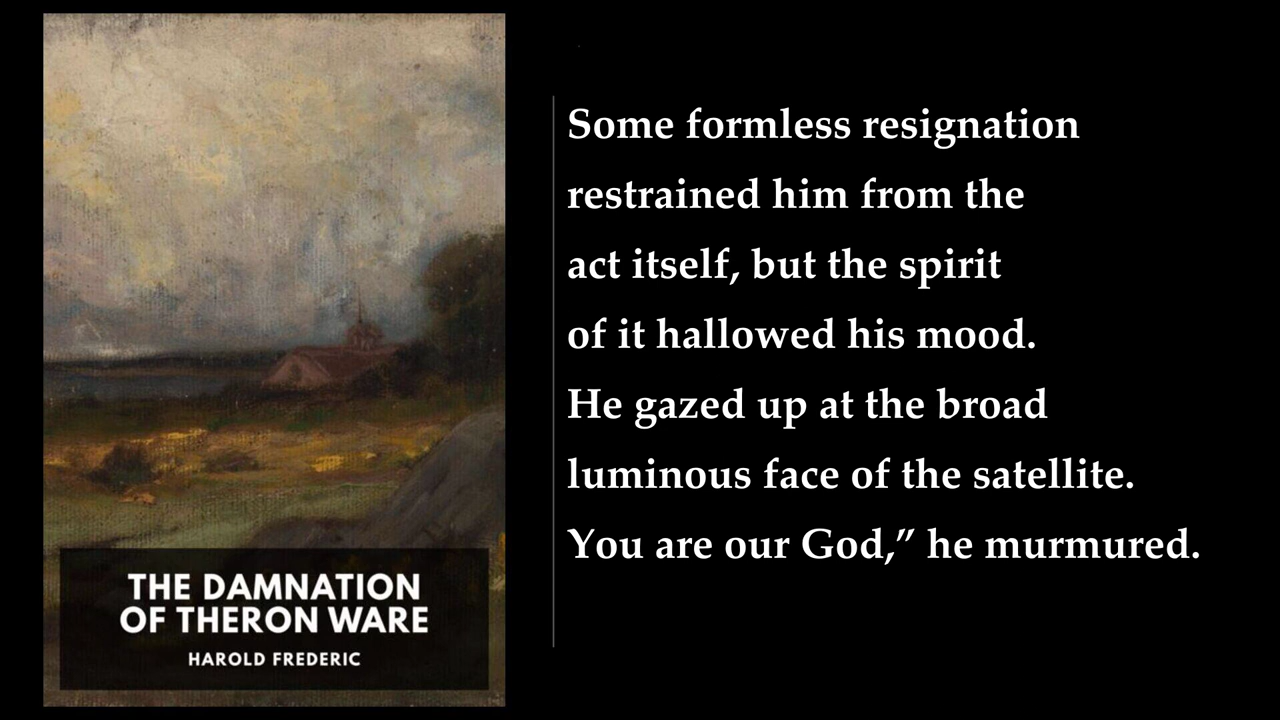 Some formless resignation
restrained him from the
act itself, but the spirit
of it hallowed his mood.
He gazed up at the broad
luminous face of the satellite.
You are our God,” he murmured.
THE DAMNATION
OF THERON WARE
HAROLD FREDERIC